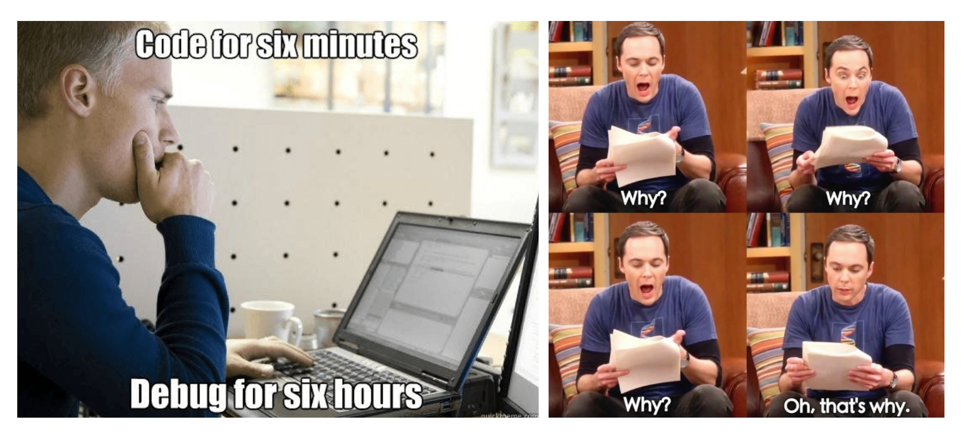 Code for six minutes
Debug for six hours
Why?
Why?
Why?
Oh, that's why.